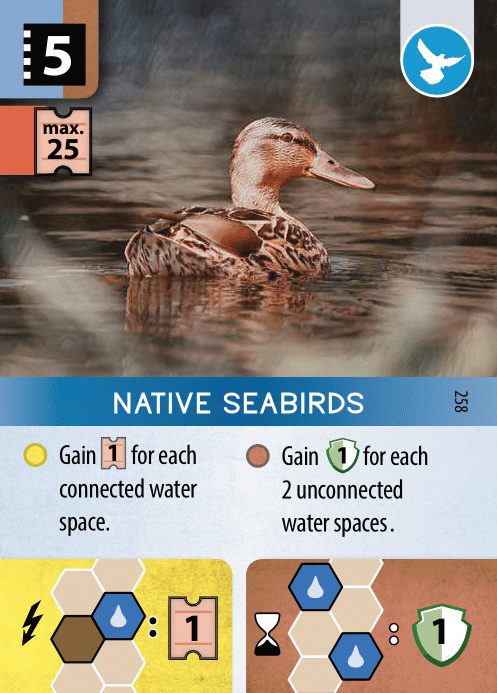 5
max.
25
NATIVE SEABIRDS
258
Gain 1 for each
connected water
space.
Gain 1 for each
2 unconnected
water spaces.
: 1
: 1